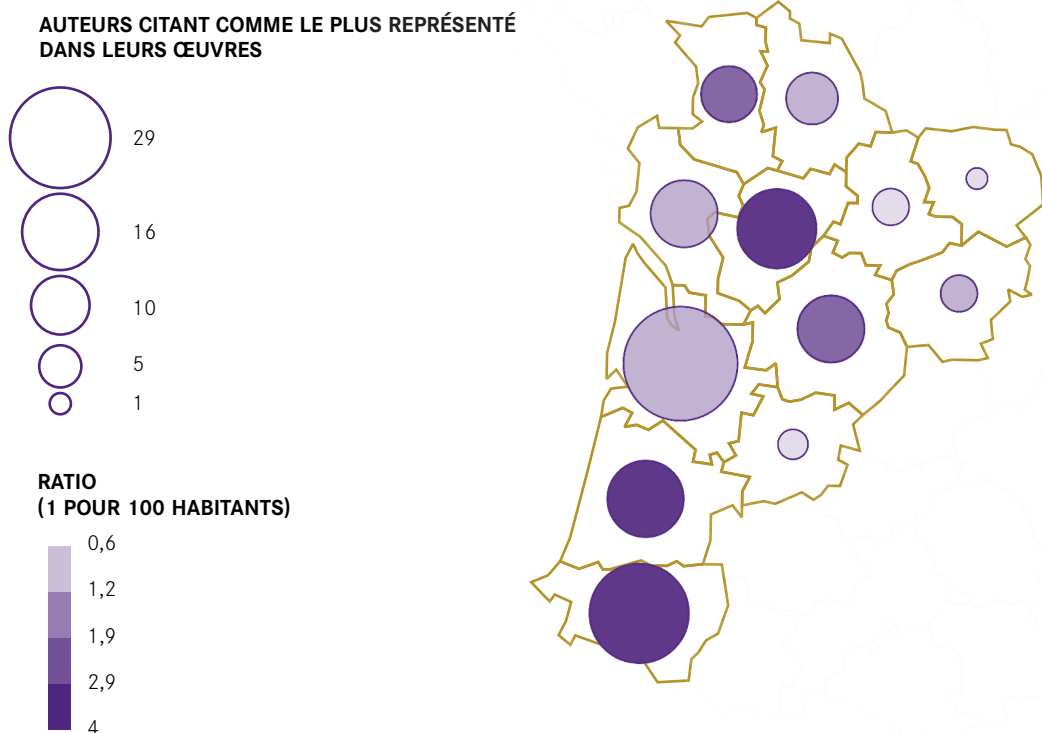 AUTEURS CITANT COMME LE PLUS REPRÉSENTÉ
DANS LEURS ŒUVRES
29
16
10
5
1
RATIO
(1 POUR 100 HABITANTS)
0,6
1,2
1,9
2,9
4